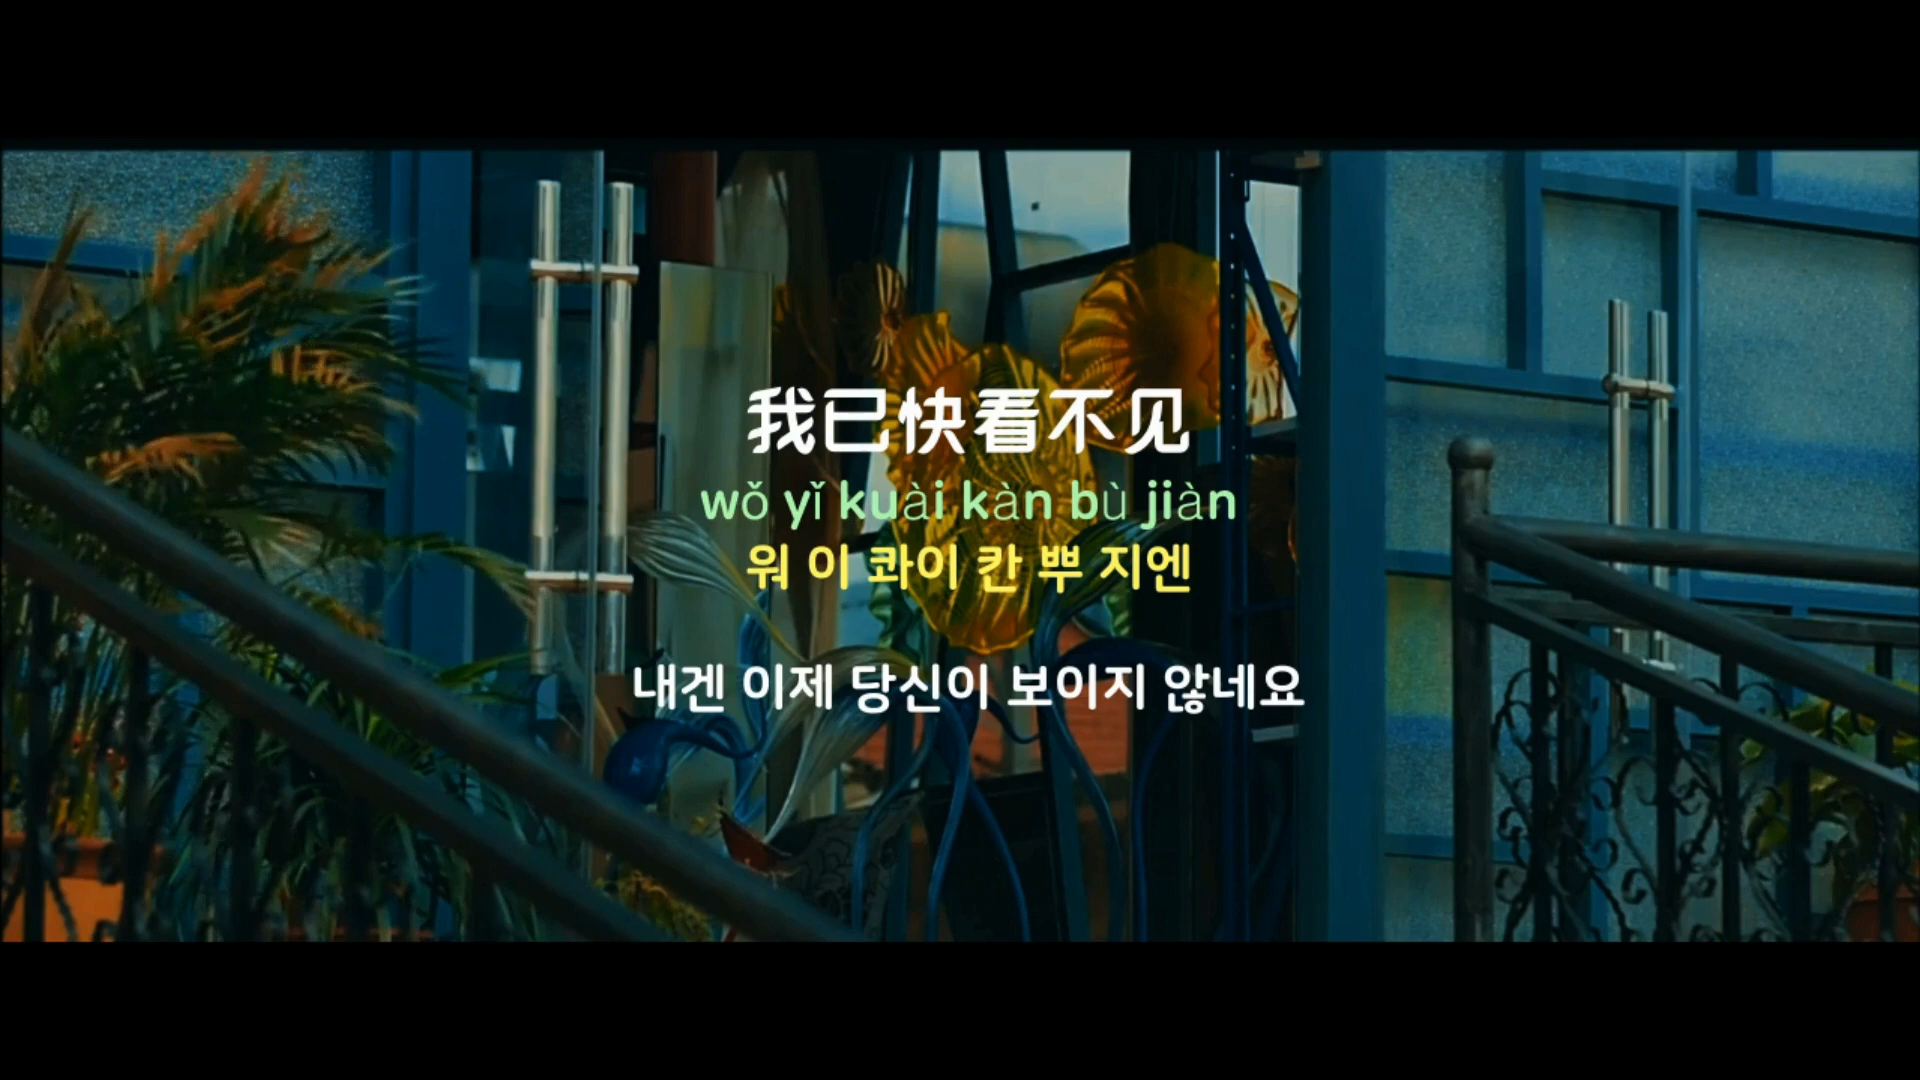 我已快看不见
wǒ yǐ kuài kàn bù jiàn
워 이 콰이 칸 뿌 지엔
내겐 이제 당신이 보이지 않네요